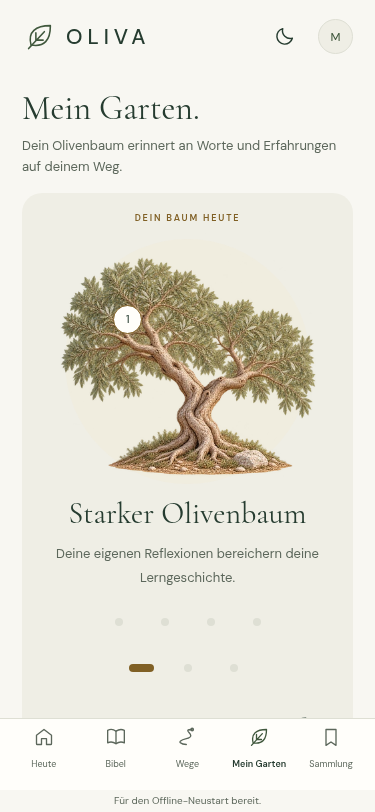 OLIVA
M
Mein Garten.
Dein Olivenbaum erinnert an Worte und Erfahrungen
auf deinem Weg.
DEIN BAUM HEUTE
1
Starker Olivenbaum
Deine eigenen Reflexionen bereichern deine
Lerngeschichte.
Heute
Bibel
Wege
Mein Garten
Sammlung
Für den Offline-Neustart bereit.